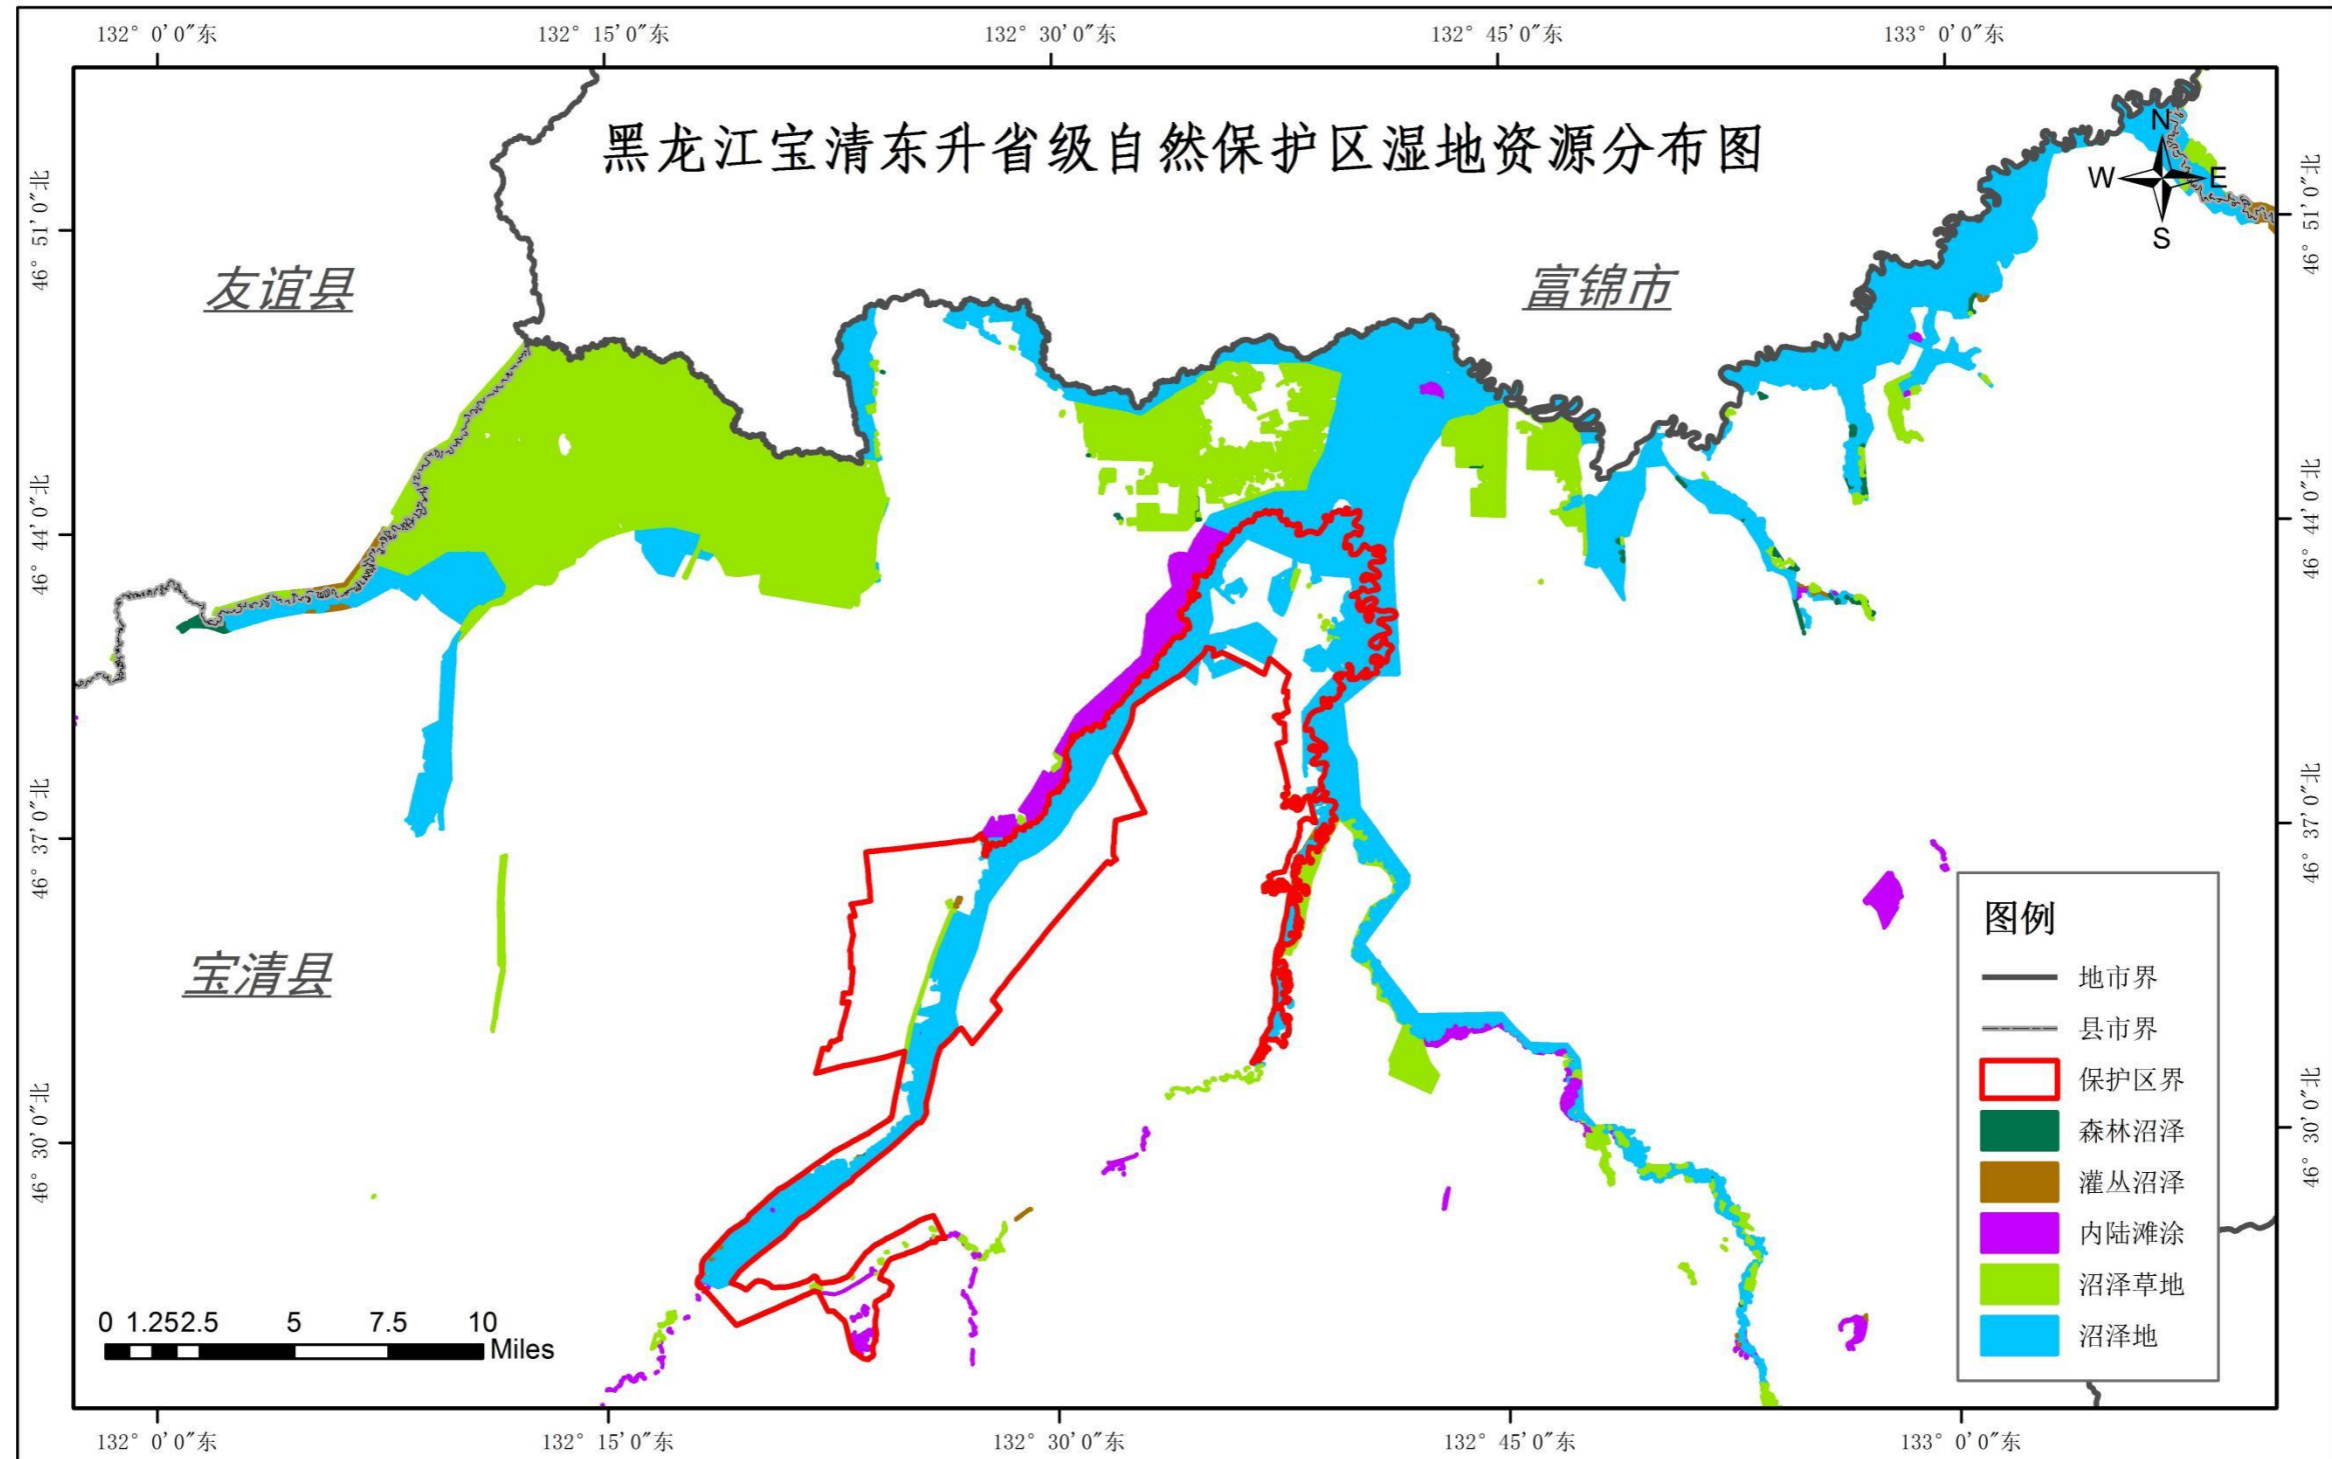 132° 0′0″东
132° 15′0″东
132° 30′0″东
132° 45′0″东
133° 0′0″东
黑龙江宝清东升省级自然保护区湿地资源分布图
N
W
E
S
46° 51′0″北
46° 51′0″北
友谊县
富锦市
46° 44′0″北
46° 44′0″北
46° 37′0″北
46° 37′0″北
宝清县
46° 30′0″北
46° 30′0″北
图例
地市界
县市界
保护区界
森林沼泽
灌丛沼泽
内陆滩涂
沼泽草地
沼泽地
0 1.25 2.5 5 7.5 10
Miles
132° 0′0″东
132° 15′0″东
132° 30′0″东
132° 45′0″东
133° 0′0″东